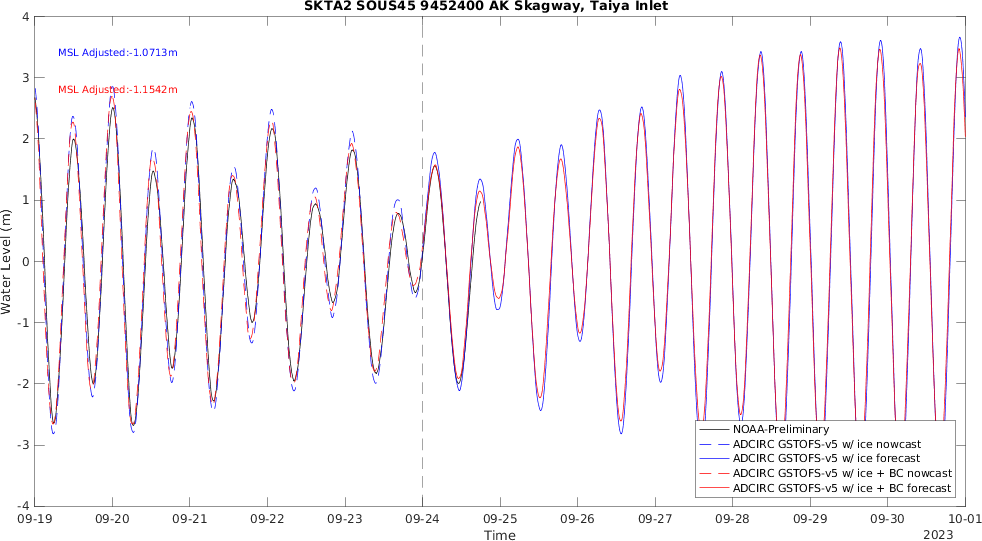 SKTA2 SOUS45 9452400 AK Skagway, Taiya Inlet
4
3
2
1
0
-1
-2
-3
-4
Water Level (m)
MSL Adjusted:-1.0713m
MSL Adjusted:-1.1542m
NOAA-Preliminary
ADCIRC GSTOFS-v5 w/ ice nowcast
ADCIRC GSTOFS-v5 w/ ice forecast
ADCIRC GSTOFS-v5 w/ ice + BC nowcast
ADCIRC GSTOFS-v5 w/ ice + BC forecast
09-19 09-20 09-21 09-22 09-23 09-24 09-25 09-26 09-27 09-28 09-29 09-30 10-01
Time
2023